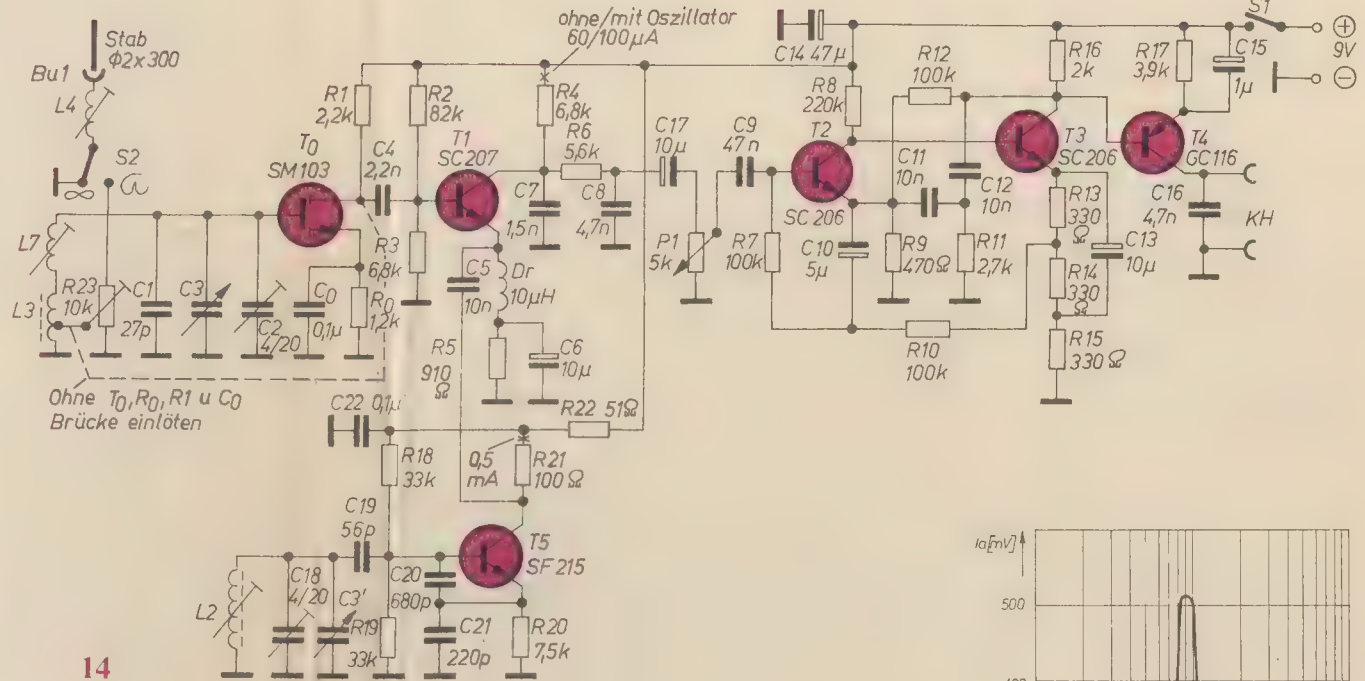 Stab
Φ2x300
Bu1
L4
S2
L7
L3
R23
10k
C1
27p
C3
C2
4/20
C0
0,1µ
R0
1,2k
T0
SM103
R1
2,2k
C4
2,2n
R2
82k
R3
6,8k
T1
SC207
ohne/mit Oszillator
60/100µA
R4
6,8k
R6
5,6k
C7
1,5n
C8
4,7n
C5
10n
Dr
10µH
R5
910
Ω
C6
10µ
C17
10µ
P1
5k
C9
47n
C14
47µ
R8
220k
T2
SC206
R7
100k
C10
5µ
R12
100k
C11
10n
C12
10n
R9
470Ω
R11
2,7k
R10
100k
R16
2k
T3
SC206
R13
330
Ω
C13
10µ
R14
330
Ω
R15
330Ω
R17
3,9k
C15
1µ
T4
GC116
C16
4,7n
KH
S1
9V
Ohne T0, R0, R1 u C0
Brücke einlöten
C22
0,1µ
R22
51Ω
R18
33k
0,5
mA
R21
100Ω
C19
56p
T5
SF215
L2
C18
4/20
C3'
R19
33k
C20
680p
C21
220p
R20
7,5k
Ia[mV]
500
14